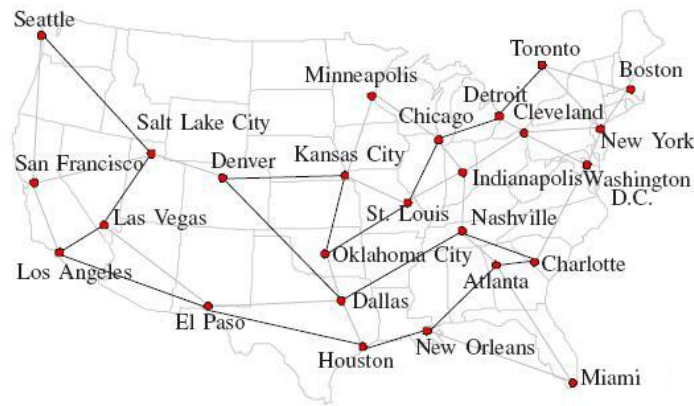 Seattle
Toronto
Minneapolis
Boston
Detroit
Chicago
Cleveland
Salt Lake City
New York
San Francisco
Denver
Kansas City
Indianapolis
Washington
D.C.
St. Louis
Las Vegas
Nashville
Oklahoma City
Los Angeles
Charlotte
Atlanta
Dallas
El Paso
New Orleans
Houston
Miami